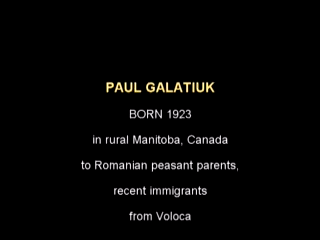 PAUL GALATIUK
BORN 1923
in rural Manitoba, Canada
to Romanian peasant parents,
recent immigrants
from Voloca